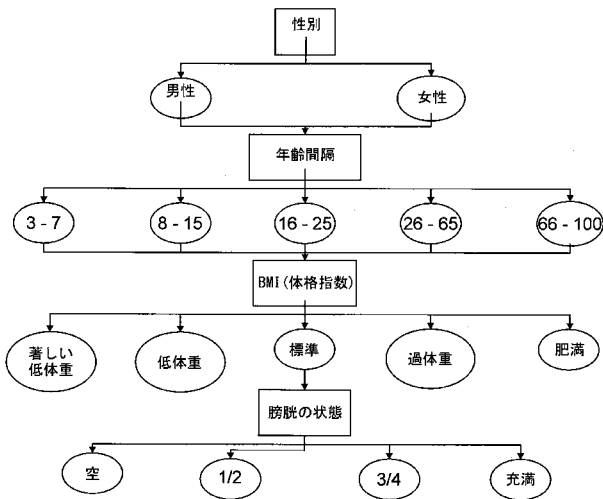 性別
男性
女性
年齢間隔
3 - 7
8 - 15
16 - 25
26 - 65
66 - 100
BMI(体格指数)
著しい
低体重
低体重
標準
過体重
肥満
膀胱の状態
空
1/2
3/4
充満